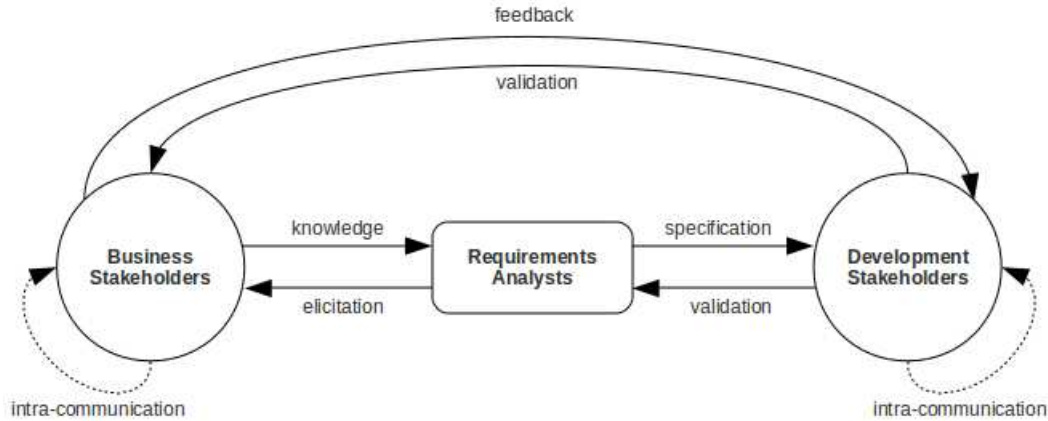 feedback
validation
knowledge
specification
Business
Stakeholders
Requirements
Analysts
Development
Stakeholders
elicitation
validation
intra-communication
intra-communication